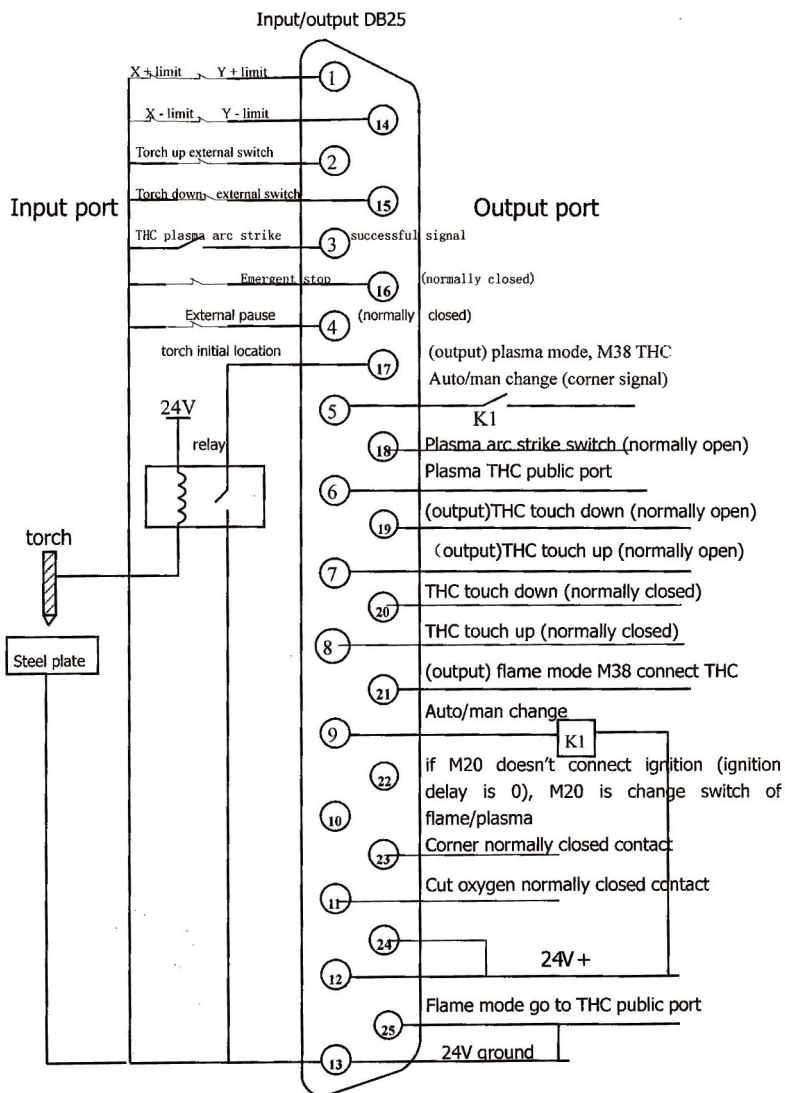 Input/output DB25
X+limit Y+limit 1
X - limit Y - limit 14
Torch up external switch 2
Torch down external switch 15
Input port
Output port
THC plasma arc strike 3 successful signal
Emergent stop 16 (normally closed)
External pause 4 (normally closed)
torch initial location 17 (output) plasma mode, M38 THC
Auto/man change (corner signal)
5 K1
24V
relay
18 Plasma arc strike switch (normally open)
Plasma THC public port
6
19 (output)THC touch down (normally open)
torch
(output)THC touch up (normally open)
7
THC touch down (normally closed)
20
THC touch up (normally closed)
8
Steel plate
(output) flame mode M38 connect THC
21
Auto/man change
9 K1
22 if M20 doesn't connect ignition (ignition
delay is 0), M20 is change switch of
10 flame/plasma
Corner normally closed contact
23
Cut oxygen normally closed contact
11
24
24V+
12
Flame mode go to THC public port
25
13 24V ground